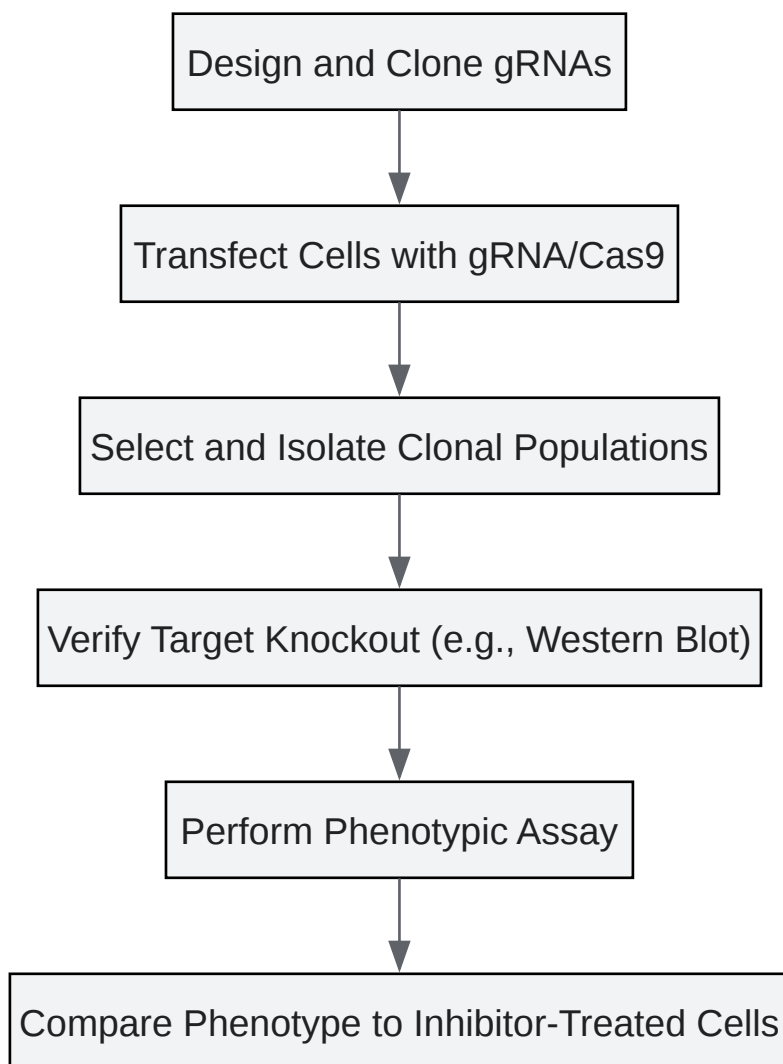 Design and Clone gRNAs
Transfect Cells with gRNA/Cas9
Select and Isolate Clonal Populations
Verify Target Knockout (e.g., Western Blot)
Perform Phenotypic Assay
Compare Phenotype to Inhibitor-Treated Cells